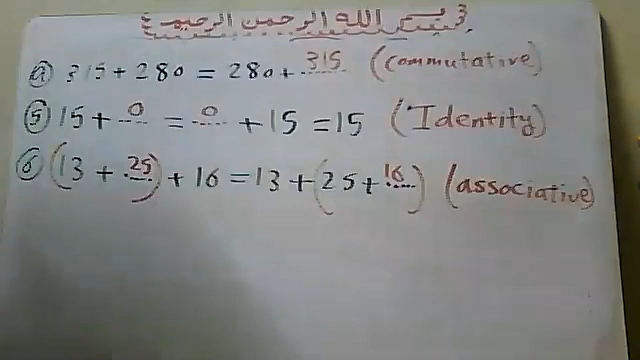 بسم الله الرحمن الرحيم
ⓐ 315 + 280 = 280 + 315 (Commutative)
⑤ 15 + 0 = 0 + 15 = 15 (Identity)
⑥ (13 + 25) + 16 = 13 + (25 + 16) (associative)